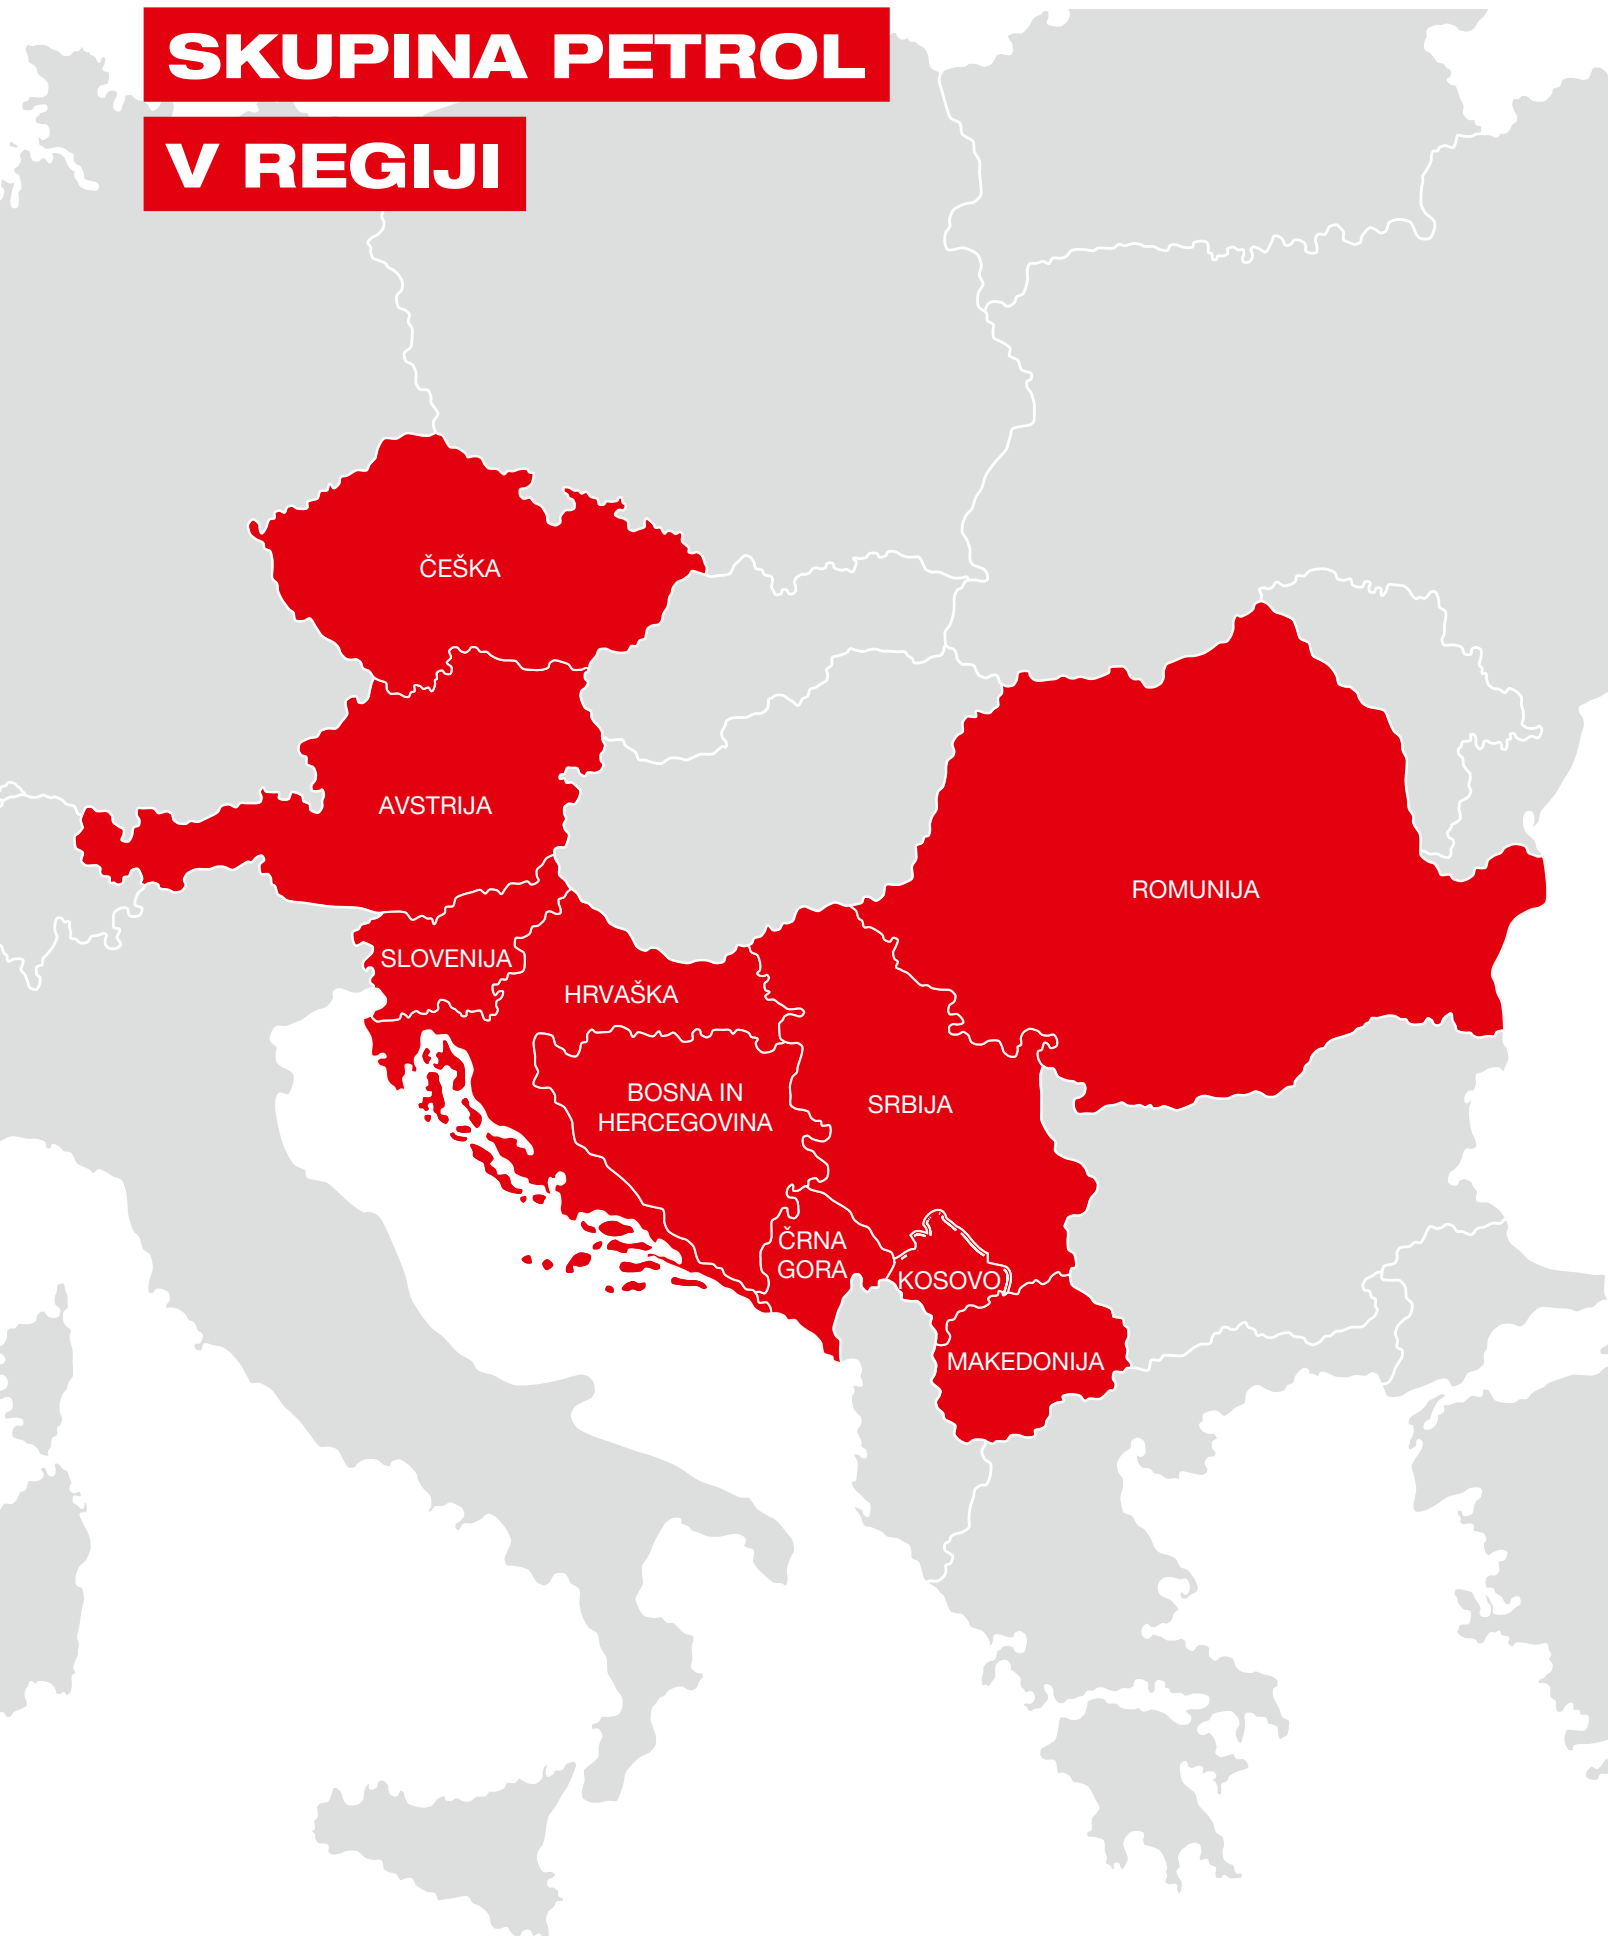 SKUPINA PETROL
V REGIJI
ČEŠKA
AVSTRIJA
ROMUNIJA
SLOVENIJA
HRVAŠKA
BOSNA IN
HERCEGOVINA
SRBIJA
ČRNA
GORA
KOSOVO
MAKEDONIJA